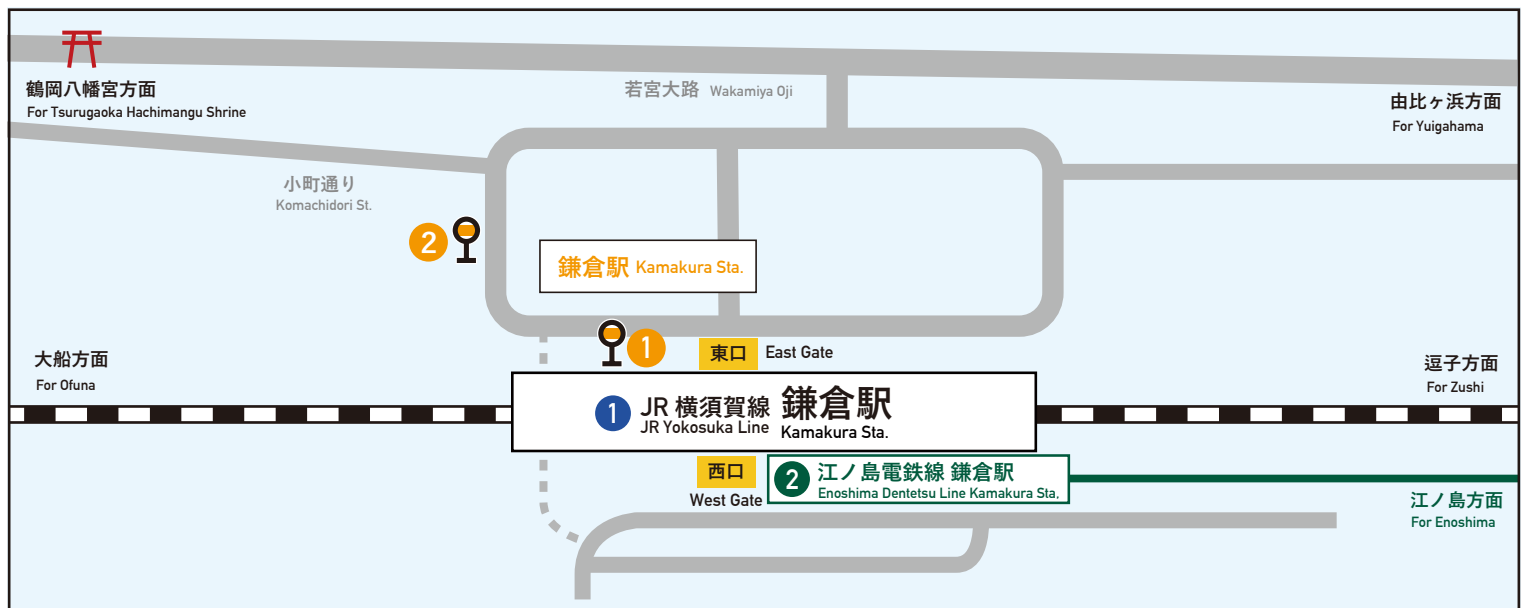 鶴岡八幡宮方面
For Tsurugaoka Hachimangu Shrine
若宮大路 Wakamiya Oji
由比ヶ浜方面
For Yuigahama
小町通り
Komachidori St.
2
鎌倉駅 Kamakura Sta.
1
東口 East Gate
大船方面
For Ofuna
逗子方面
For Zushi
1 JR 横須賀線 鎌倉駅
JR Yokosuka Line Kamakura Sta.
西口
West Gate
2 江ノ島電鉄線 鎌倉駅
Enoshima Dentetsu Line Kamakura Sta.
江ノ島方面
For Enoshima